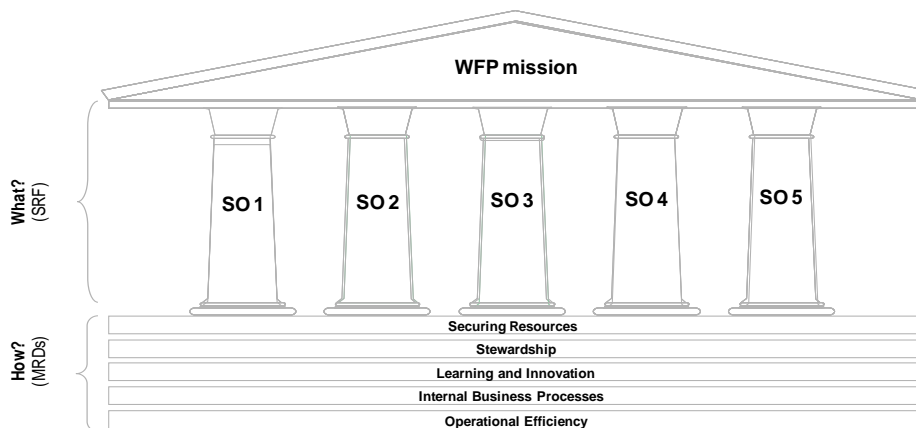 WFP mission
What?
(SRF)
SO 1
SO 2
SO 3
SO 4
SO 5
How?
(MRDs)
Securing Resources
Stewardship
Learning and Innovation
Internal Business Processes
Operational Efficiency